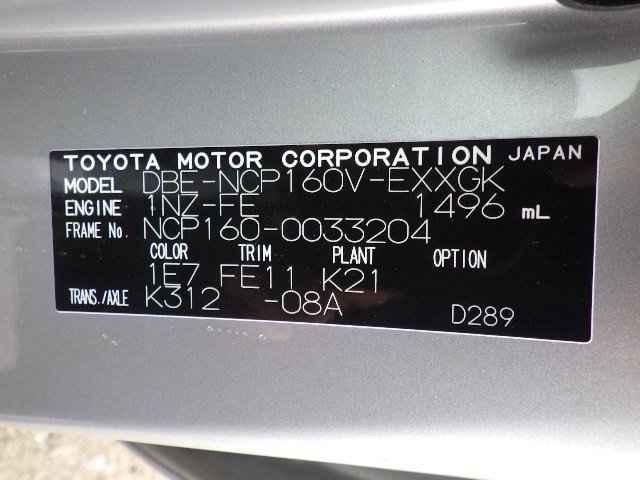 TOYOTA MOTOR CORPORATION JAPAN
MODEL DBE-NCP160V-EXXGK
ENGINE 1NZ-FE 1496 mL
FRAME No. NCP160-0033204
COLOR TRIM PLANT OPTION
1E7 FE11 K21
TRANS./AXLE K312 -08A
D289